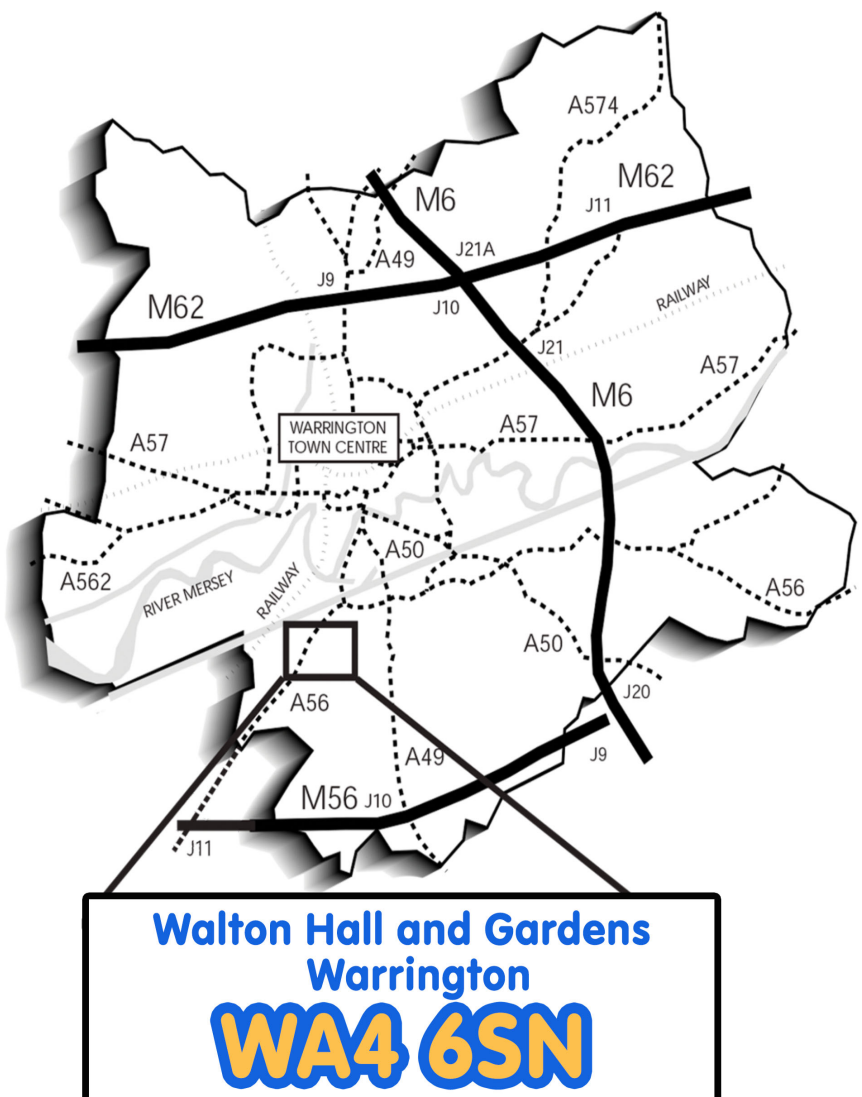 A574
M62
J11
M6
J21A
A49
J9
J10
M62
RAILWAY
J21
A57
M6
A57
WARRINGTON
TOWN CENTRE
A57
A50
A562
RIVER MERSEY
RAILWAY
A56
A50
J20
A56
A49
J9
M56
J10
J11
Walton Hall and Gardens
Warrington
WA4 6SN